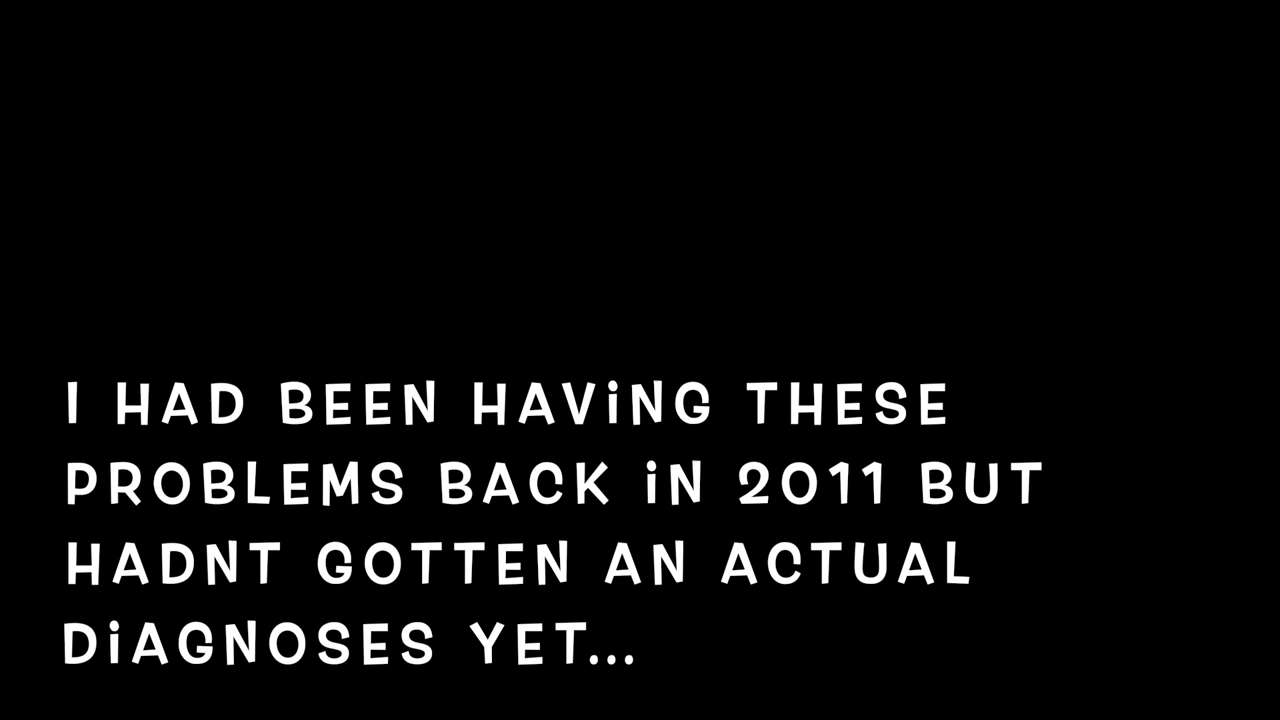 I HAD BEEN HAViNG THESE
PROBLEMS BACK iN 2011 BUT
HADNT GOTTEN AN ACTUAL
DiAGNOSES YET...